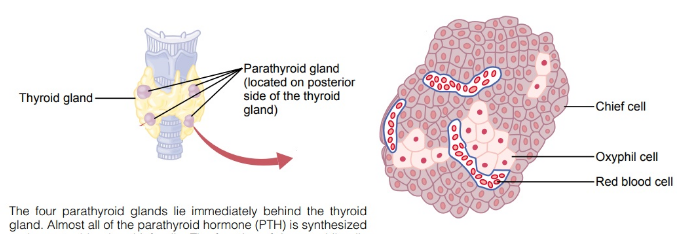 Thyroid gland
Parathyroid gland
(located on posterior
side of the thyroid
gland)
Chief cell
Oxyphil cell
Red blood cell
The four parathyroid glands lie immediately behind the thyroid
gland. Almost all of the parathyroid hormone (PTH) is synthesized